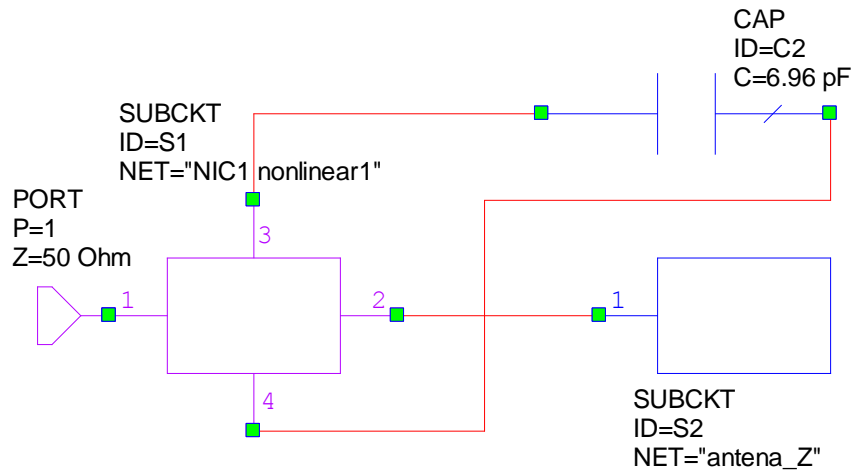 CAP
ID=C2
C=6.96 pF
SUBCKT
ID=S1
NET="NIC1 nonlinear1"
PORT
P=1
Z=50 Ohm
3
1
2
1
4
SUBCKT
ID=S2
NET="antena_Z"